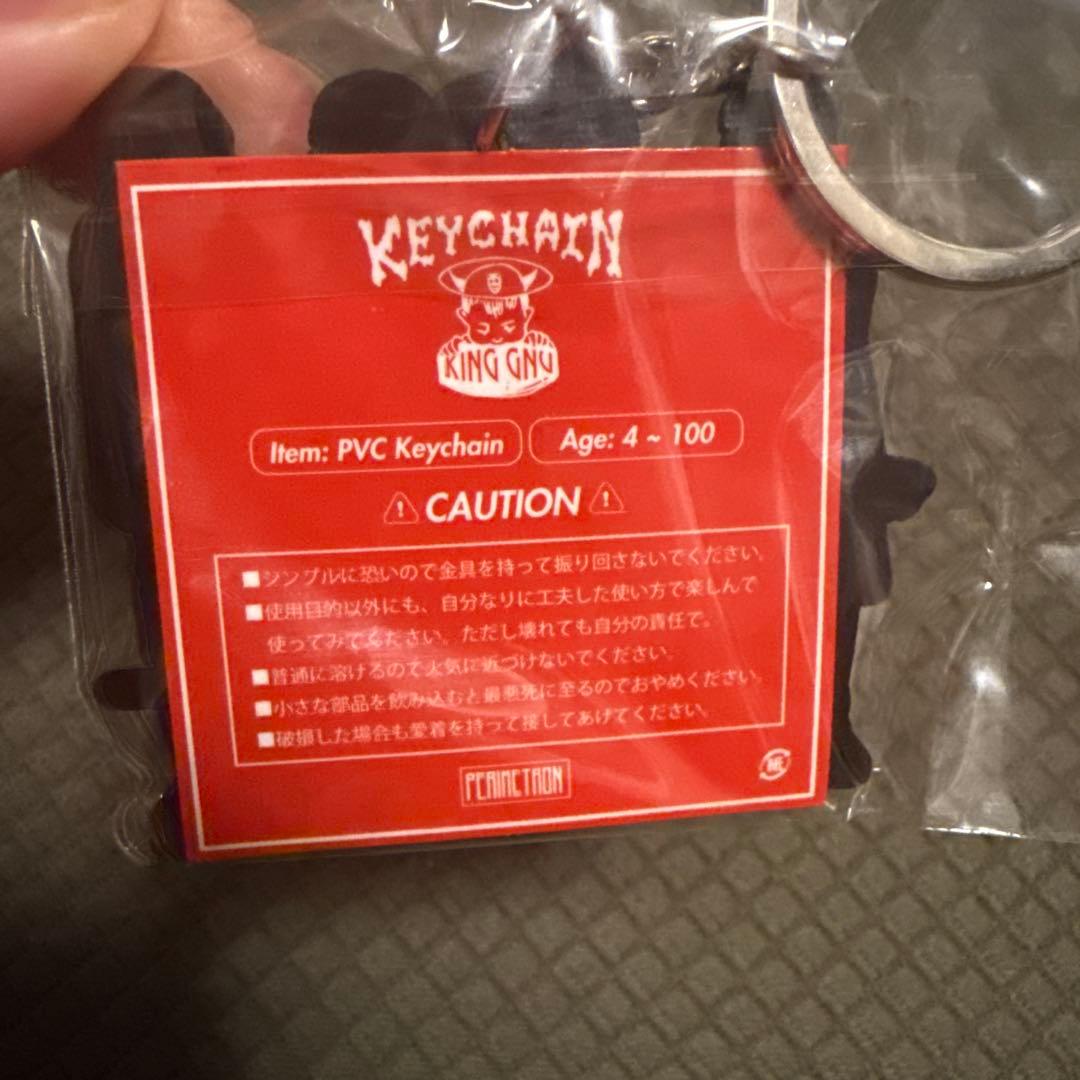 KEYCHAIN
KING GNU
Item: PVC Keychain
Age: 4 ~ 100
CAUTION
■シンプルに恐いので金具を持って振り回さないでください。
■使用目的以外にも、自分なりに工夫した使い方で楽しんで
使ってみてください。ただし壊れても自分の責任で。
■普通に溶けるので火気に近づけないでください。
■小さな部品を飲み込むと最悪死に至るのでおやめください。
■破損した場合も愛着を持って接してあげてください。
PERIMETRON